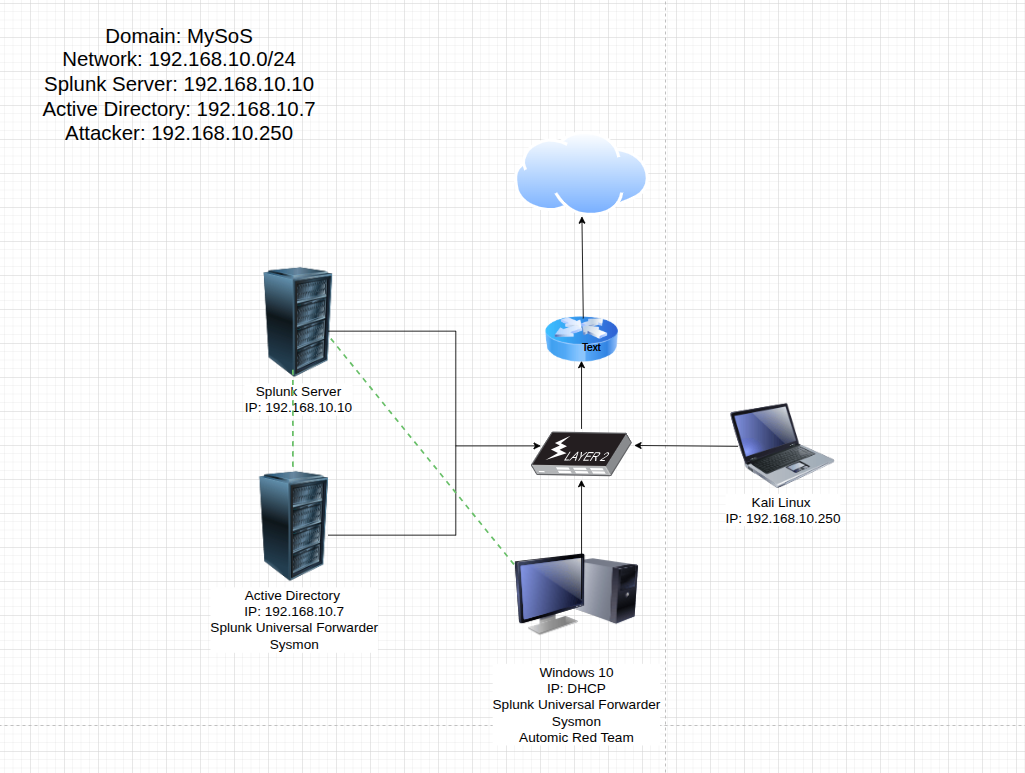 Domain: MySoS
Network: 192.168.10.0/24
Splunk Server: 192.168.10.10
Active Directory: 192.168.10.7
Attacker: 192.168.10.250
Text
Splunk Server
IP: 192.168.10.10
LAYER 2
Kali Linux
IP: 192.168.10.250
Active Directory
IP: 192.168.10.7
Splunk Universal Forwarder
Sysmon
Windows 10
IP: DHCP
Splunk Universal Forwarder
Sysmon
Automic Red Team